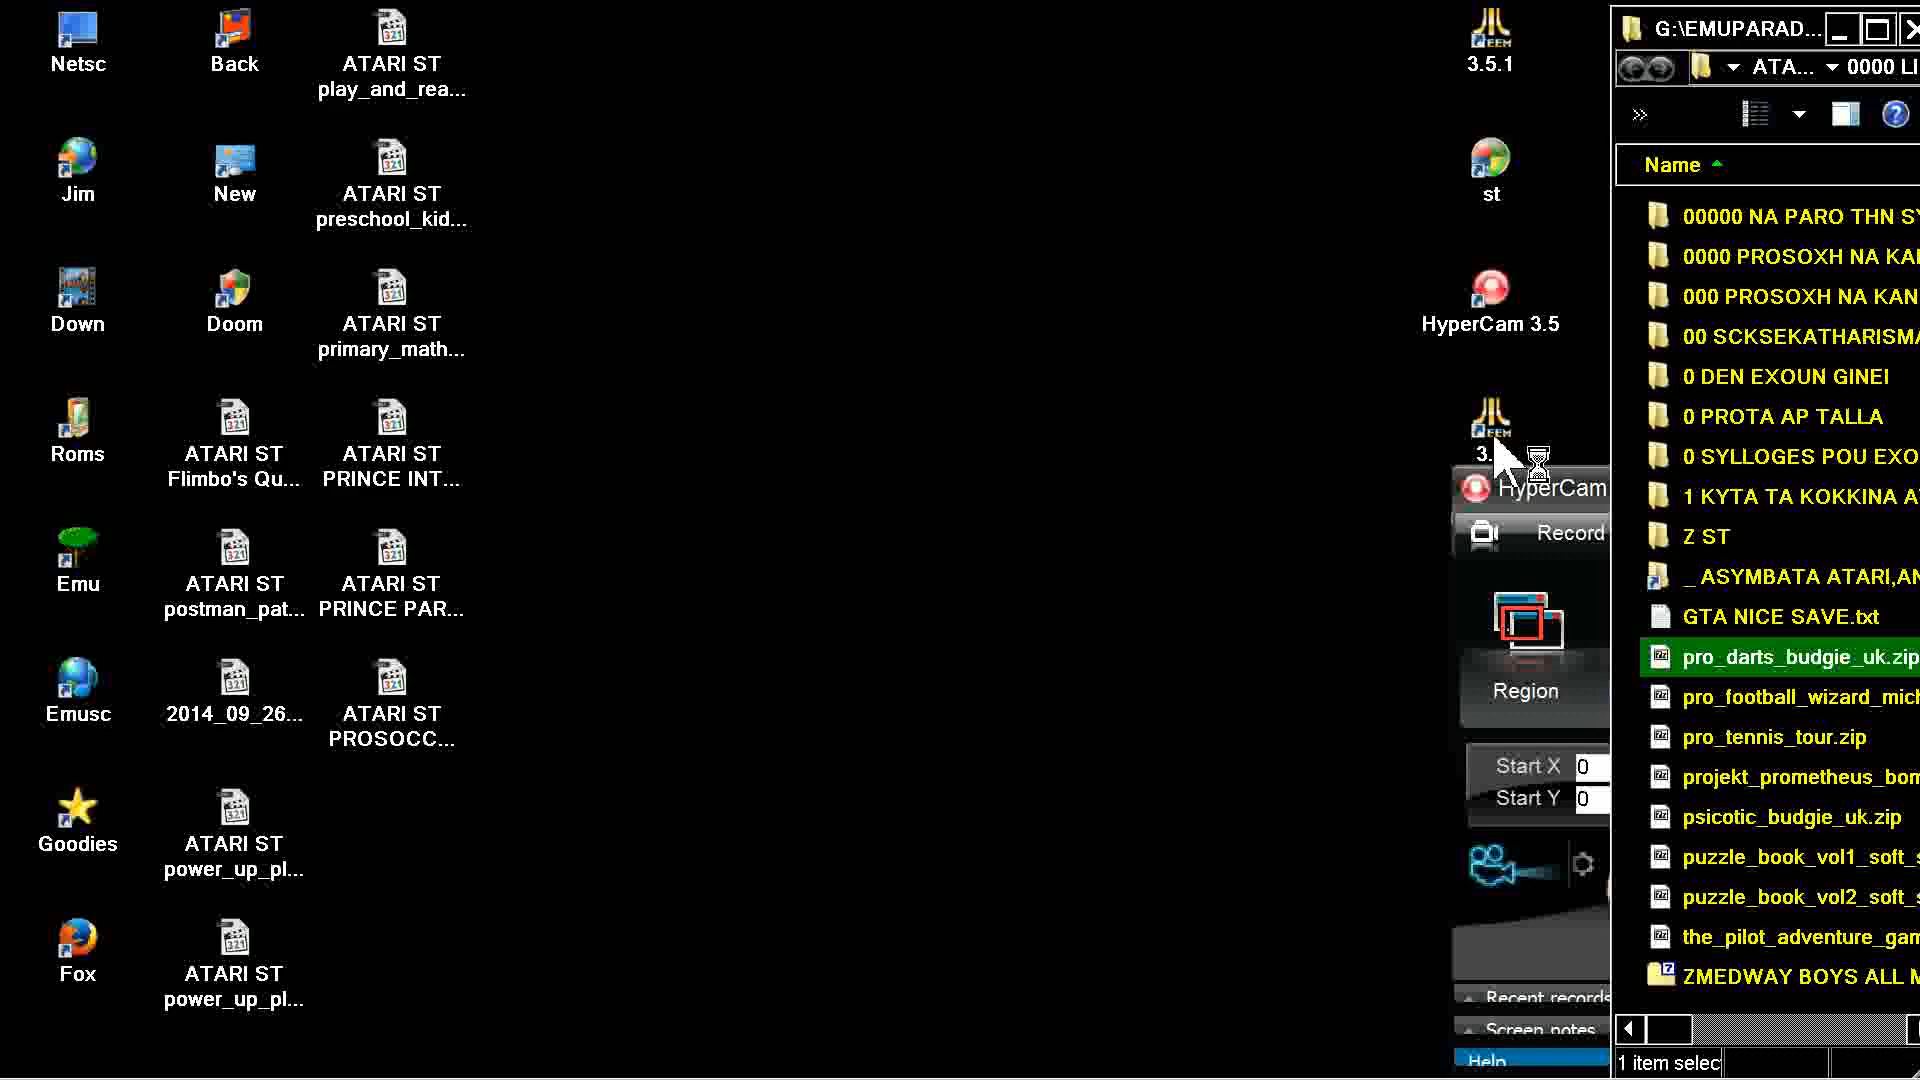 Netsc
Back
ATARI ST
play_and_rea...
Jim
New
ATARI ST
preschool_kid...
Down
Doom
ATARI ST
primary_math...
Roms
ATARI ST
Flimbo's Qu...
ATARI ST
PRINCE INT...
Emu
ATARI ST
postman_pat...
ATARI ST
PRINCE PAR...
Emusc
2014_09_26...
ATARI ST
PROSOCC...
Goodies
ATARI ST
power_up_pl...
Fox
ATARI ST
power_up_pl...
EEM
3.5.1
st
HyperCam 3.5
EEM
3.
HyperCam
Record
Region
Start X 0
Start Y 0
Recent records
Screen notes
Help
G:\EMUPARAD...
ATA... 0000 LI
Name
00000 NA PARO THN SY
0000 PROSOXH NA KAN
000 PROSOXH NA KAN
00 SCKSEKATHARISMA
0 DEN EXOUN GINEI
0 PROTA AP TALLA
0 SYLLOGES POU EXO
1 KYTA TA KOKKINA A
Z ST
_ ASYMBATA ATARI,AN
GTA NICE SAVE.txt
pro_darts_budgie_uk.zip
pro_football_wizard_mich
pro_tennis_tour.zip
projekt_prometheus_bom
psicotic_budgie_uk.zip
puzzle_book_vol1_soft_s
puzzle_book_vol2_soft_s
the_pilot_adventure_gam
ZMEDWAY BOYS ALL M
1 item selec